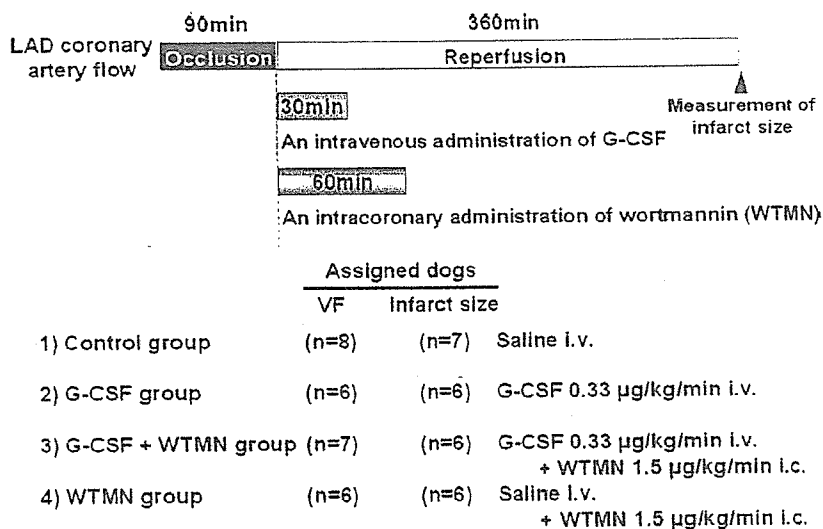 90min 360min
LAD coronary
artery flow
Occlusion Reperfusion
30min
Measurement of
infarct size
An intravenous administration of G-CSF
60min
An intracoronary administration of wortmannin (WTMN)
Assigned dogs
VF Infarct size
1) Control group (n=8) (n=7) Saline i.v.
2) G-CSF group (n=6) (n=6) G-CSF 0.33 µg/kg/min i.v.
3) G-CSF + WTMN group (n=7) (n=6) G-CSF 0.33 µg/kg/min i.v.
+ WTMN 1.5 µg/kg/min i.c.
4) WTMN group (n=6) (n=6) Saline i.v.
+ WTMN 1.5 µg/kg/min i.c.